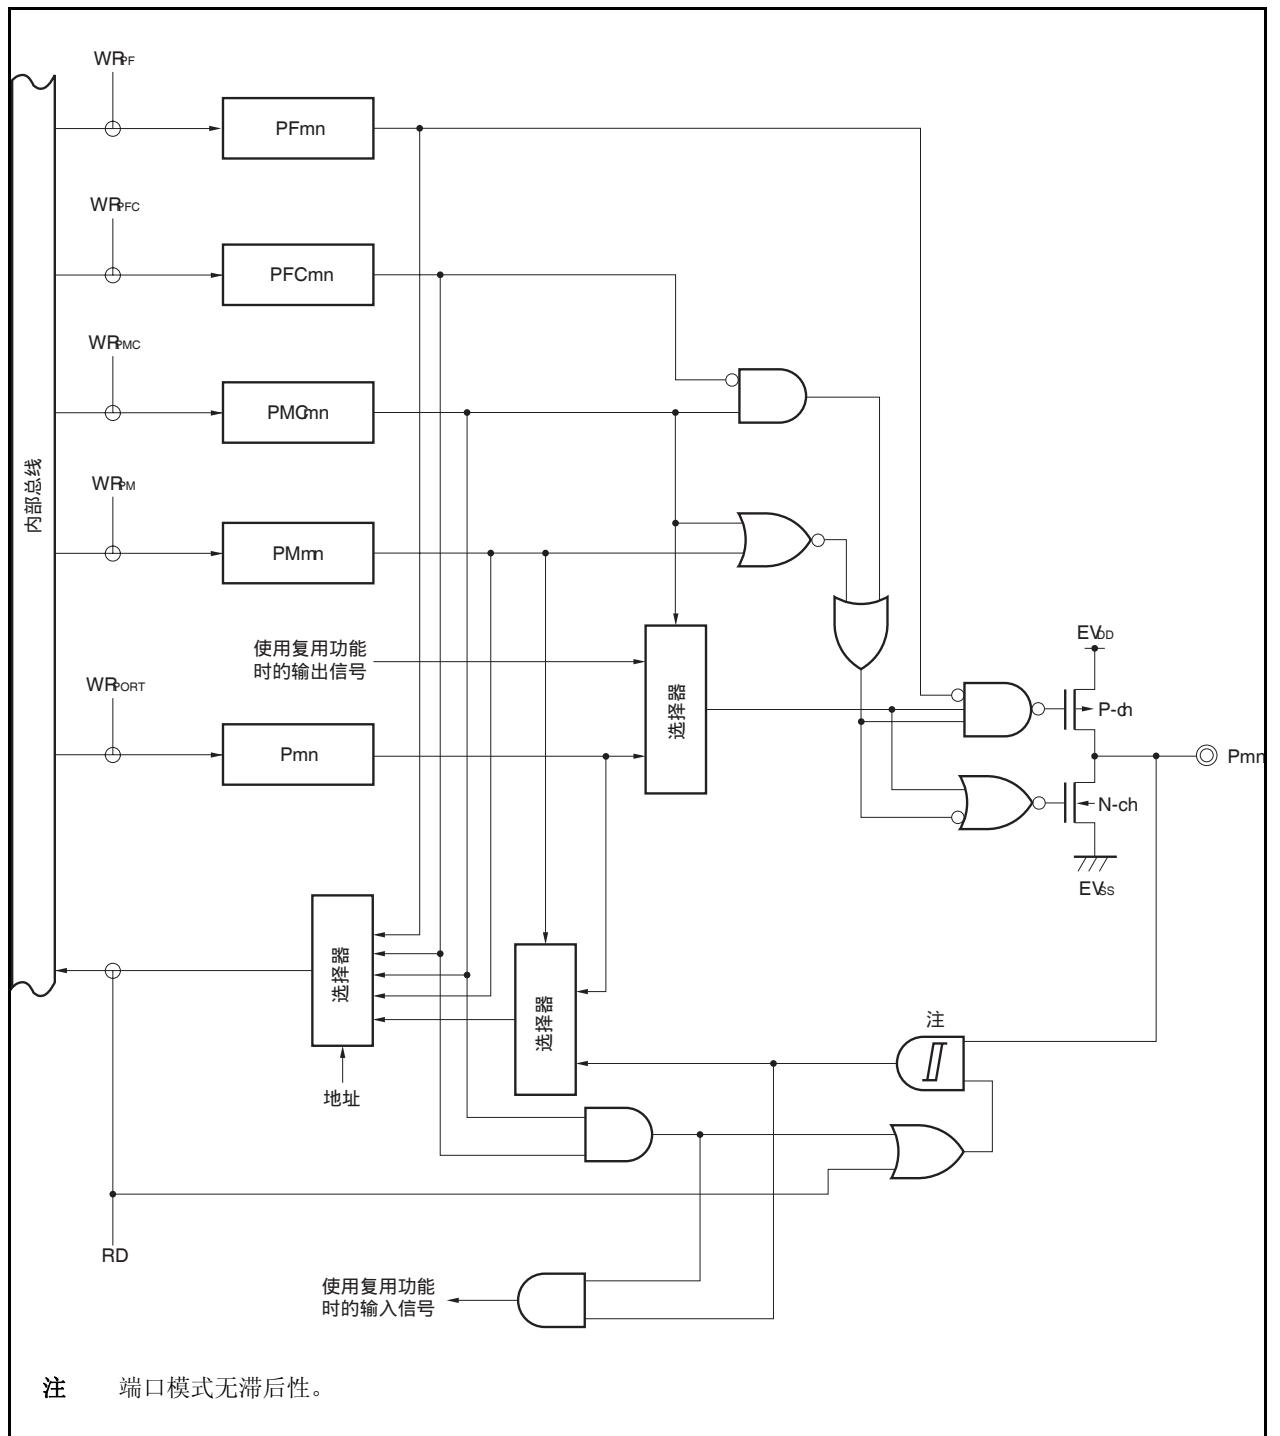 WRPF
PFmn
WRPFC
PFCmn
WRPMC
PMCmn
内部总线
WRPM
PMmn
使用复用功能
时的输出信号
WRPORT
Pmn
选择器
EVDD
P-ch
Pmn
N-ch
EVSS
选择器
选择器
注
地址
RD
使用复用功能
时的输入信号
注 端口模式无滞后性。